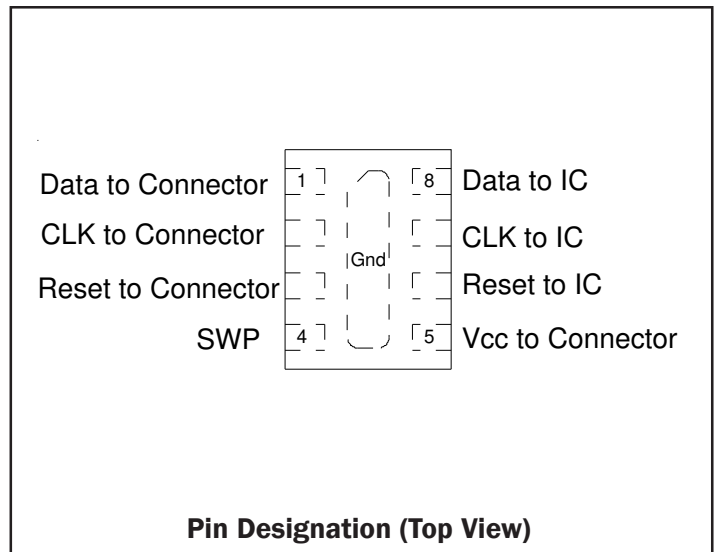 Data to Connector 1 8 Data to IC
CLK to Connector CLK to IC
Gnd
Reset to Connector Reset to IC
SWP 4 5 Vcc to Connector
Pin Designation (Top View)